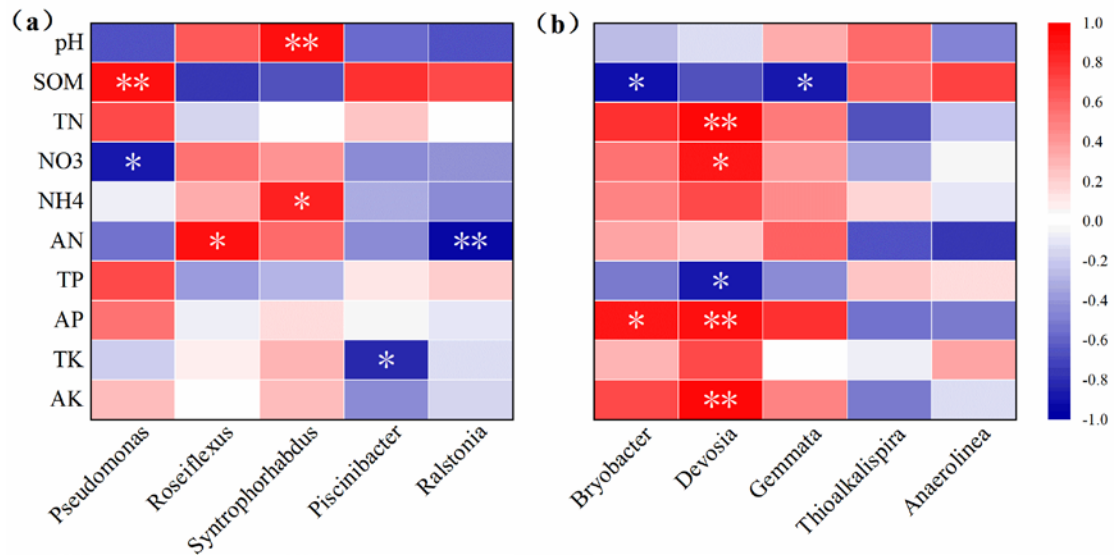 (a)
(b)
pH
SOM
TN
NO3
NH4
AN
TP
AP
TK
AK
**
**
*
*
*
**
*
*
*
**
*
*
*
**
**
Pseudomonas
Roseiflexus
Syntrophorhabdus
Piscinibacter
Ralstonia
Bryobacter
Devosia
Gemmata
Thioalkalispira
Anaerolinea
1.0
0.8
0.6
0.4
0.2
0.0
-0.2
-0.4
-0.6
-0.8
-1.0